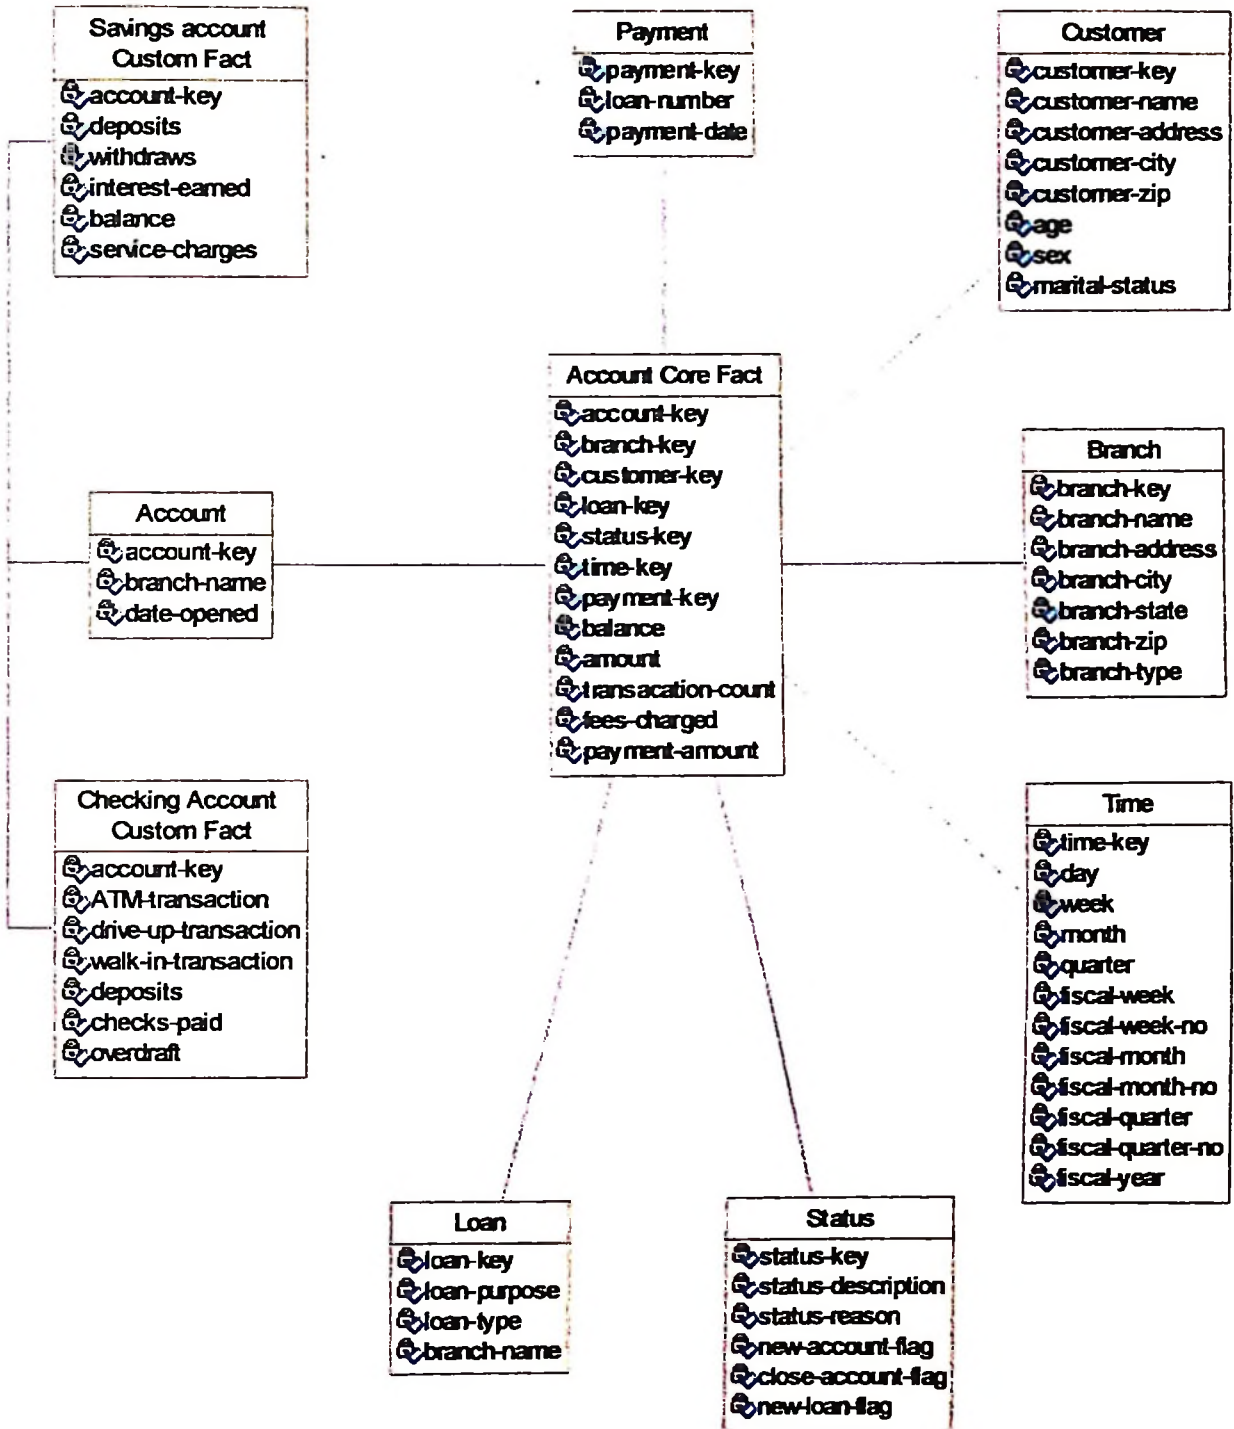 Savings account
Custom Fact
account-key
deposits
withdraws
interest-earned
balance
service-charges
Payment
payment-key
loan-number
payment-date
Customer
customer-key
customer-name
customer-address
customer-city
customer-zip
age
sex
marital-status
Account Core Fact
account-key
branch-key
customer-key
loan-key
status-key
time-key
payment-key
balance
amount
transacation-count
fees-charged
payment-amount
Account
account-key
branch-name
date-opened
Branch
branch-key
branch-name
branch-address
branch-city
branch-state
branch-zip
branch-type
Checking Account
Custom Fact
account-key
ATM-transaction
drive-up-transaction
walk-in-transaction
deposits
checks-paid
overdraft
Time
time-key
day
week
month
quarter
fiscal-week
fiscal-week-no
fiscal-month
fiscal-month-no
fiscal-quarter
fiscal-quarter-no
fiscal-year
Loan
loan-key
loan-purpose
loan-type
branch-name
Status
status-key
status-description
status-reason
new-account-flag
close-account-flag
new-loan-flag